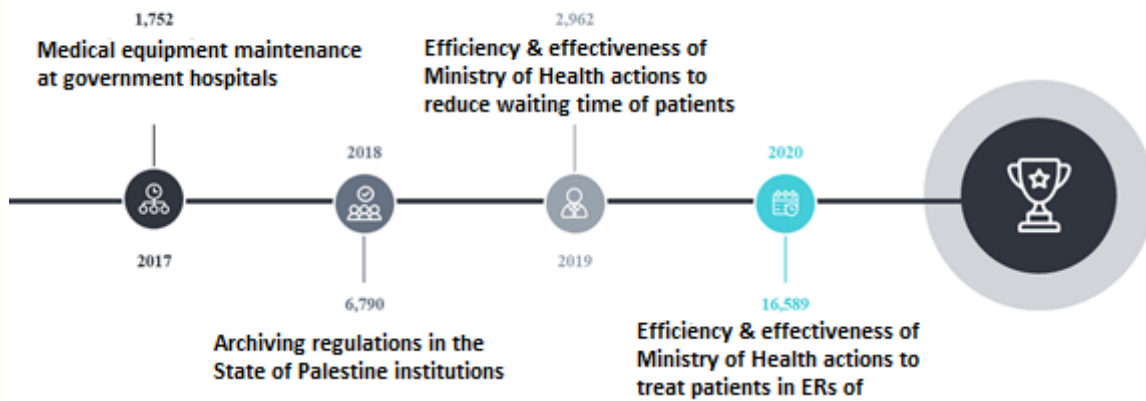 1,752
Medical equipment maintenance
at government hospitals
2017
2018
6,790
Archiving regulations in the
State of Palestine institutions
2,962
Efficiency & effectiveness of
Ministry of Health actions to
reduce waiting time of patients
2019
2020
16,589
Efficiency & effectiveness of
Ministry of Health actions to
treat patients in ERs of